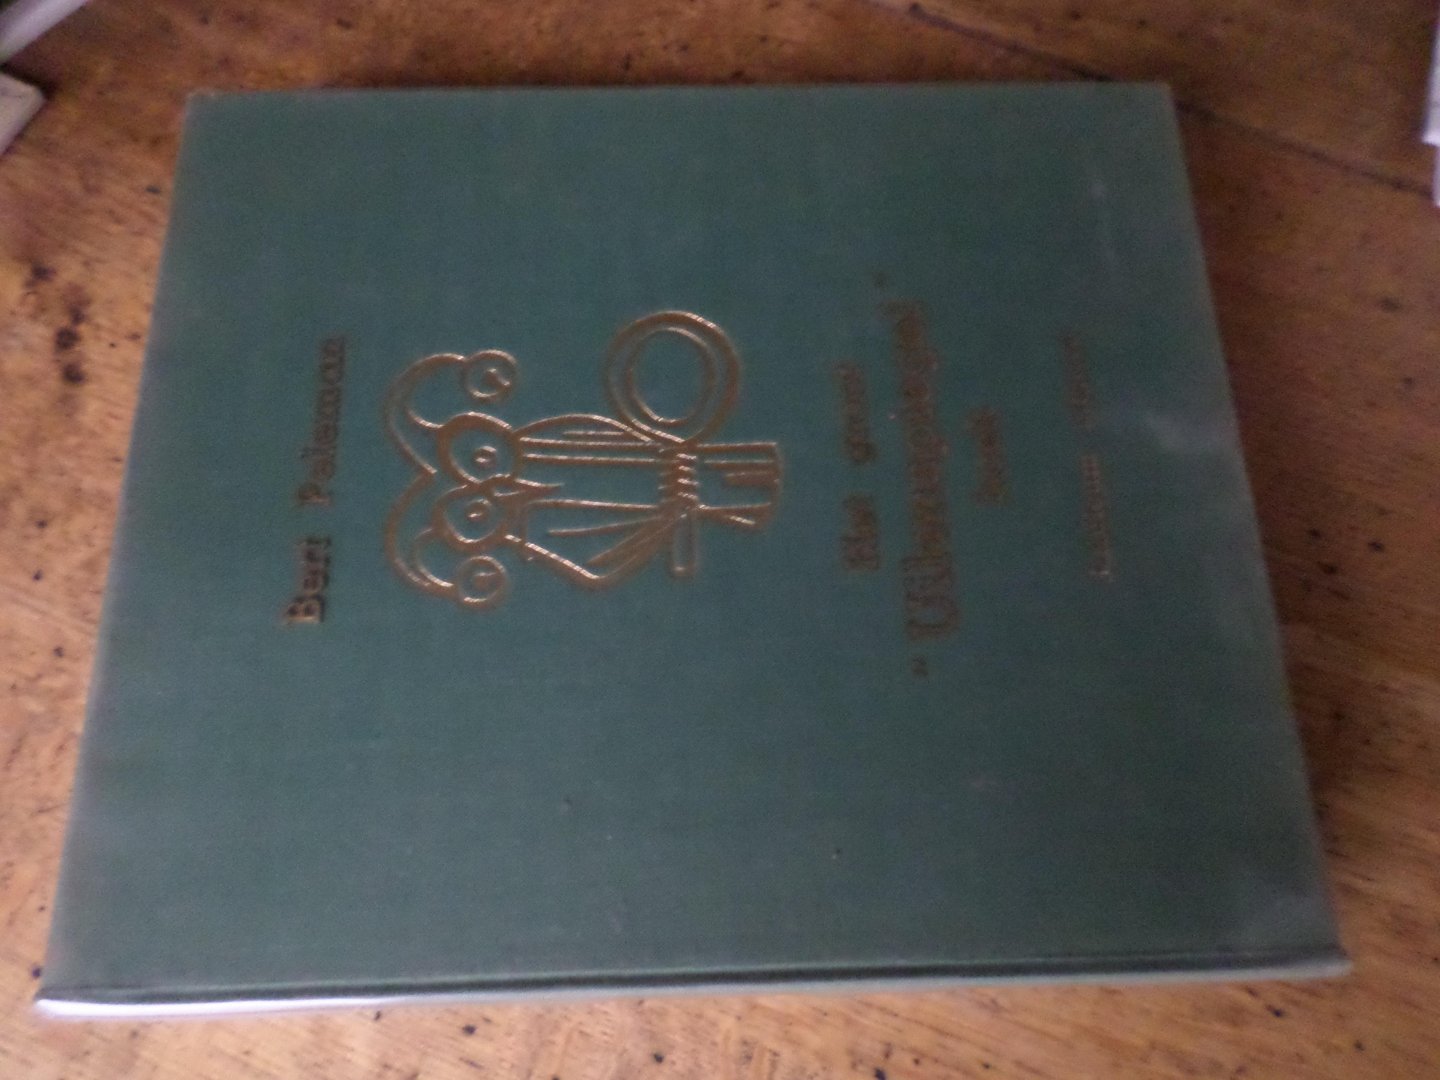 Bert Peleman
Het groot
"Uilenspiegel"
boek